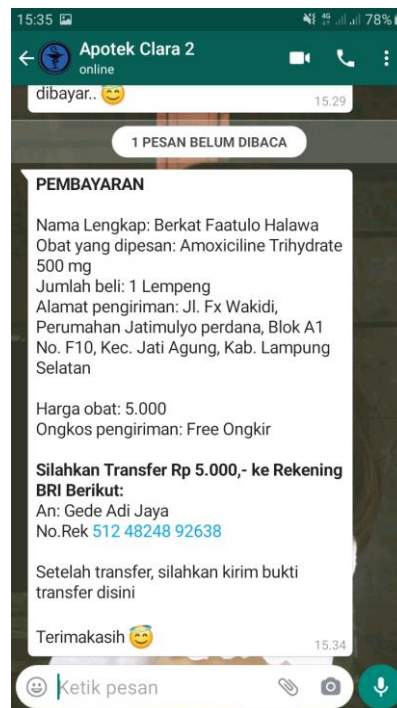 15:35 78%
Apotek Clara 2
online
dibayar.. 😇
15.29
1 PESAN BELUM DIBACA
PEMBAYARAN
Nama Lengkap: Berkat Faatulo Halawa
Obat yang dipesan: Amoxiciline Trihydrate
500 mg
Jumlah beli: 1 Lempeng
Alamat pengiriman: Jl. Fx Wakidi,
Perumahan Jatimulyo perdana, Blok A1
No. F10, Kec. Jati Agung, Kab. Lampung
Selatan
Harga obat: 5.000
Ongkos pengiriman: Free Ongkir
Silahkan Transfer Rp 5.000,- ke Rekening
BRI Berikut:
An: Gede Adi Jaya
No.Rek 512 48248 92638
Setelah transfer, silahkan kirim bukti
transfer disini
Terimakasih 😇
15.34
Ketik pesan